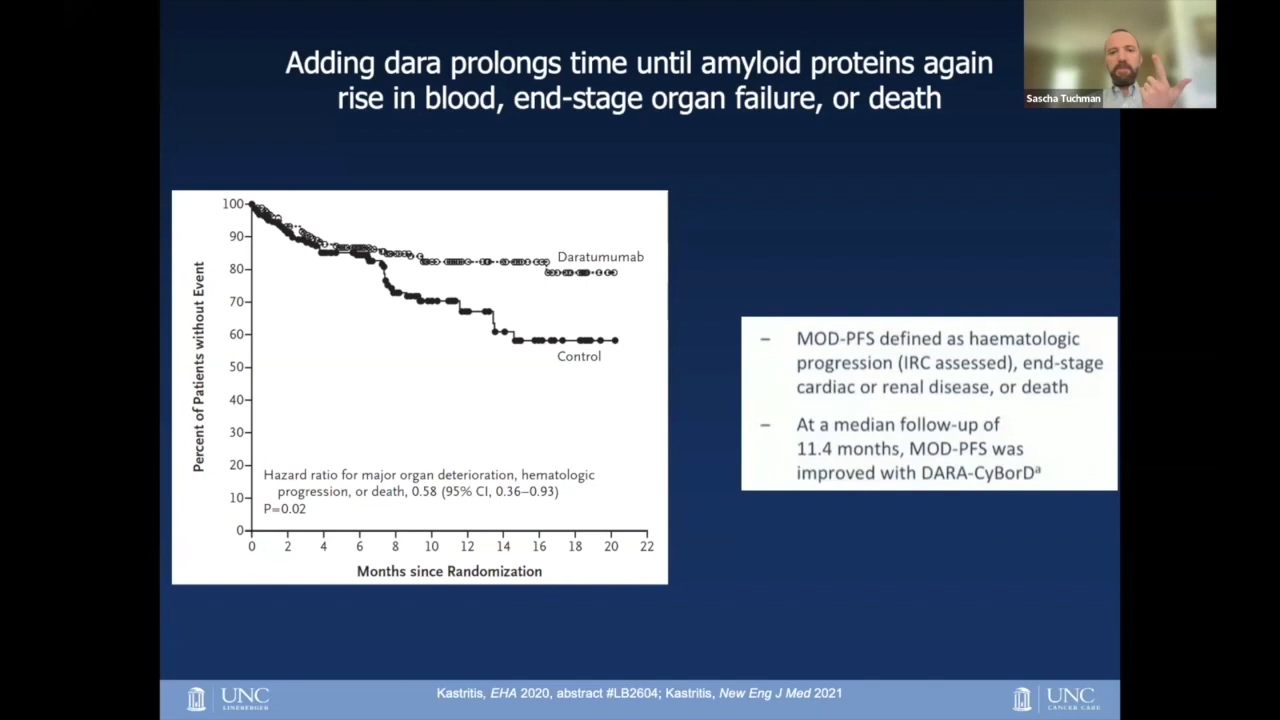 Adding dara prolongs time until amyloid proteins again
rise in blood, end-stage organ failure, or death
Sascha Tuchman
100
90
80
70
60
50
40
30
20
10
0
Percent of Patients without Event
Daratumumab
Control
Hazard ratio for major organ deterioration, hematologic
progression, or death, 0.58 (95% CI, 0.36–0.93)
P=0.02
0 2 4 6 8 10 12 14 16 18 20 22
Months since Randomization
– MOD-PFS defined as haematologic
progression (IRC assessed), end-stage
cardiac or renal disease, or death
– At a median follow-up of
11.4 months, MOD-PFS was
improved with DARA-CyBorDᵃ
UNC
LINEBERGER
Kastritis, EHA 2020, abstract #LB2604; Kastritis, New Eng J Med 2021
UNC
CANCER CARE